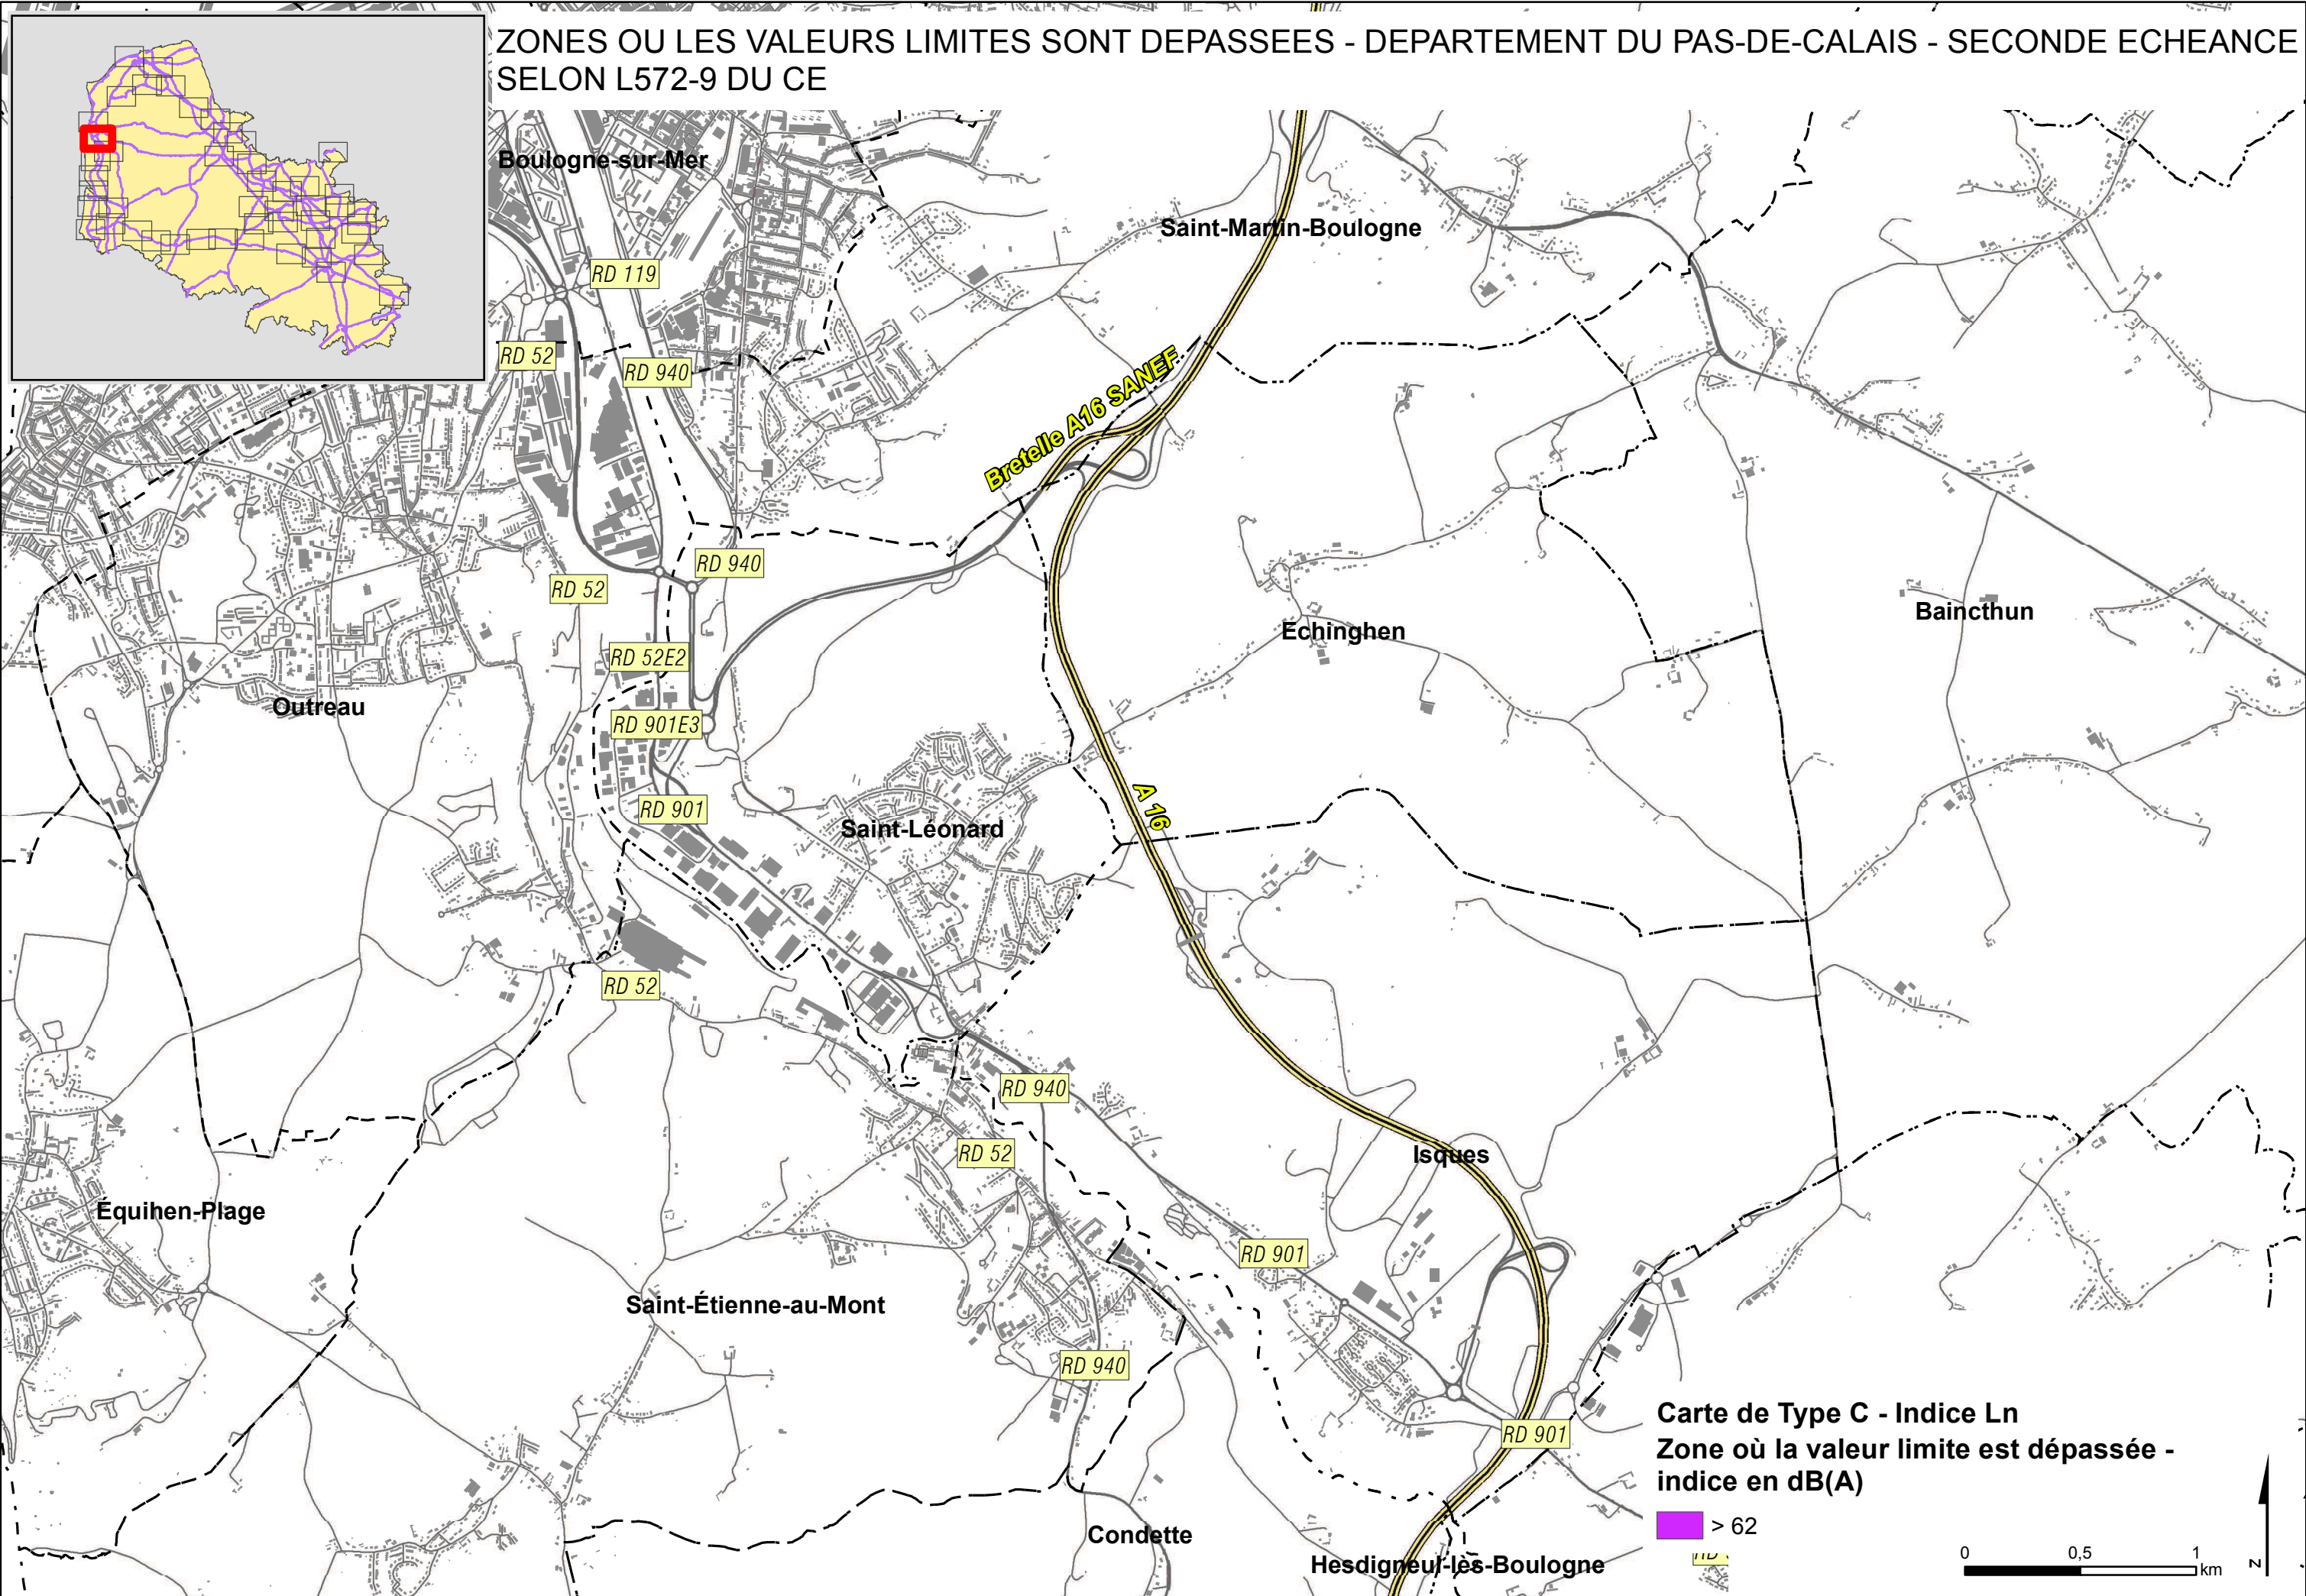 ZONES OU LES VALEURS LIMITES SONT DEPASSEES - DEPARTEMENT DU PAS-DE-CALAIS - SECONDE ECHEANCE
SELON L572-9 DU CE
Boulogne-sur-Mer
Saint-Martin-Boulogne
RD 119
RD 52
RD 940
Bretelle A16 SANEF
RD 940
RD 52
Echinghen
Baincthun
RD 52E2
Outreau
RD 901E3
RD 901
A 16
Saint-Léonard
RD 52
RD 940
RD 52
Isques
Équihen-Plage
RD 901
Saint-Étienne-au-Mont
RD 940
RD 901
Carte de Type C - Indice Ln
Zone où la valeur limite est dépassée -
indice en dB(A)
> 62
Condette
Hesdigneul-lès-Boulogne
0 0,5 1
km
N